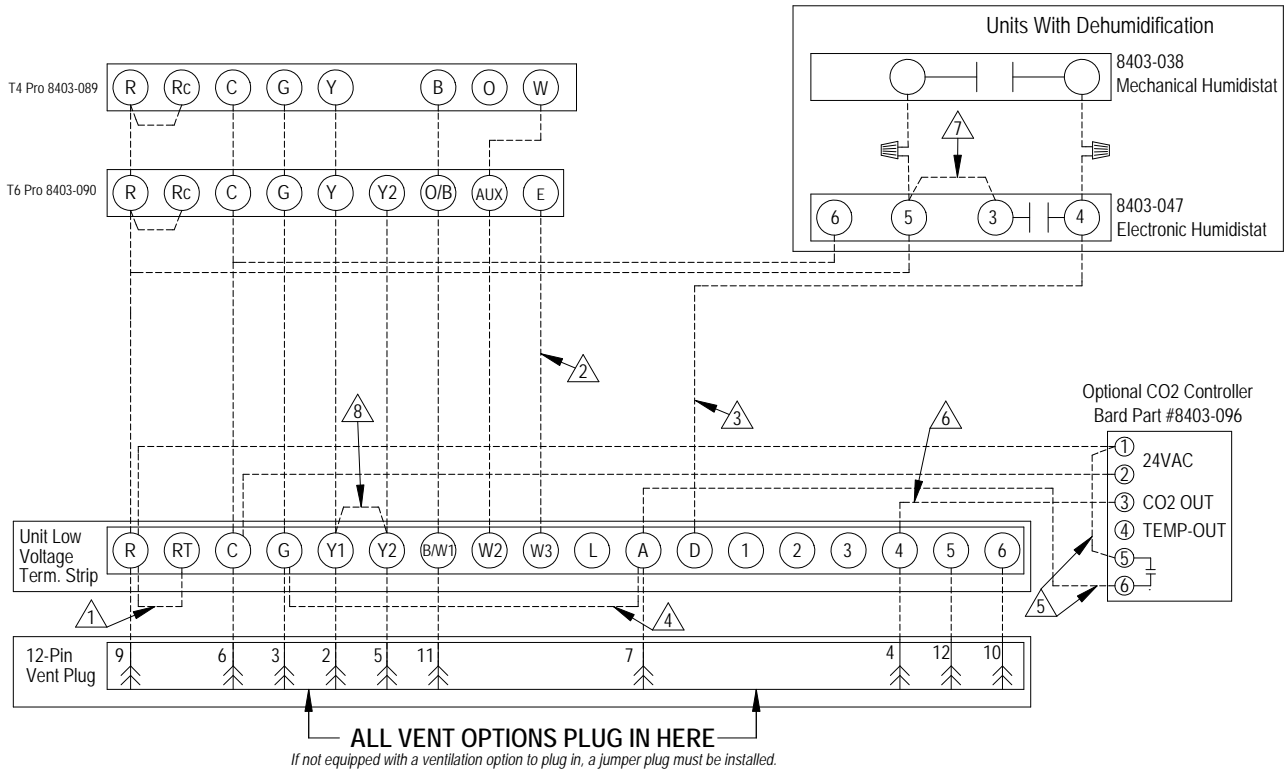 Units With Dehumidification
8403-038
Mechanical Humidistat
T4 Pro 8403-089
R Rc C G Y B O W
7
T6 Pro 8403-090
R Rc C G Y Y2 O/B AUX E
6 5 3 4
8403-047
Electronic Humidistat
2
3
8
6
Optional CO2 Controller
Bard Part #8403-096
1
24VAC
2
3 CO2 OUT
4 TEMP-OUT
5
6
Unit Low
Voltage
Term. Strip
R RT C G Y1 Y2 B/W1 W2 W3 L A D 1 2 3 4 5 6
1
4
5
12-Pin
Vent Plug
9 6 3 2 5 11 7 4 12 10
ALL VENT OPTIONS PLUG IN HERE
If not equipped with a ventilation option to plug in, a jumper plug must be installed.